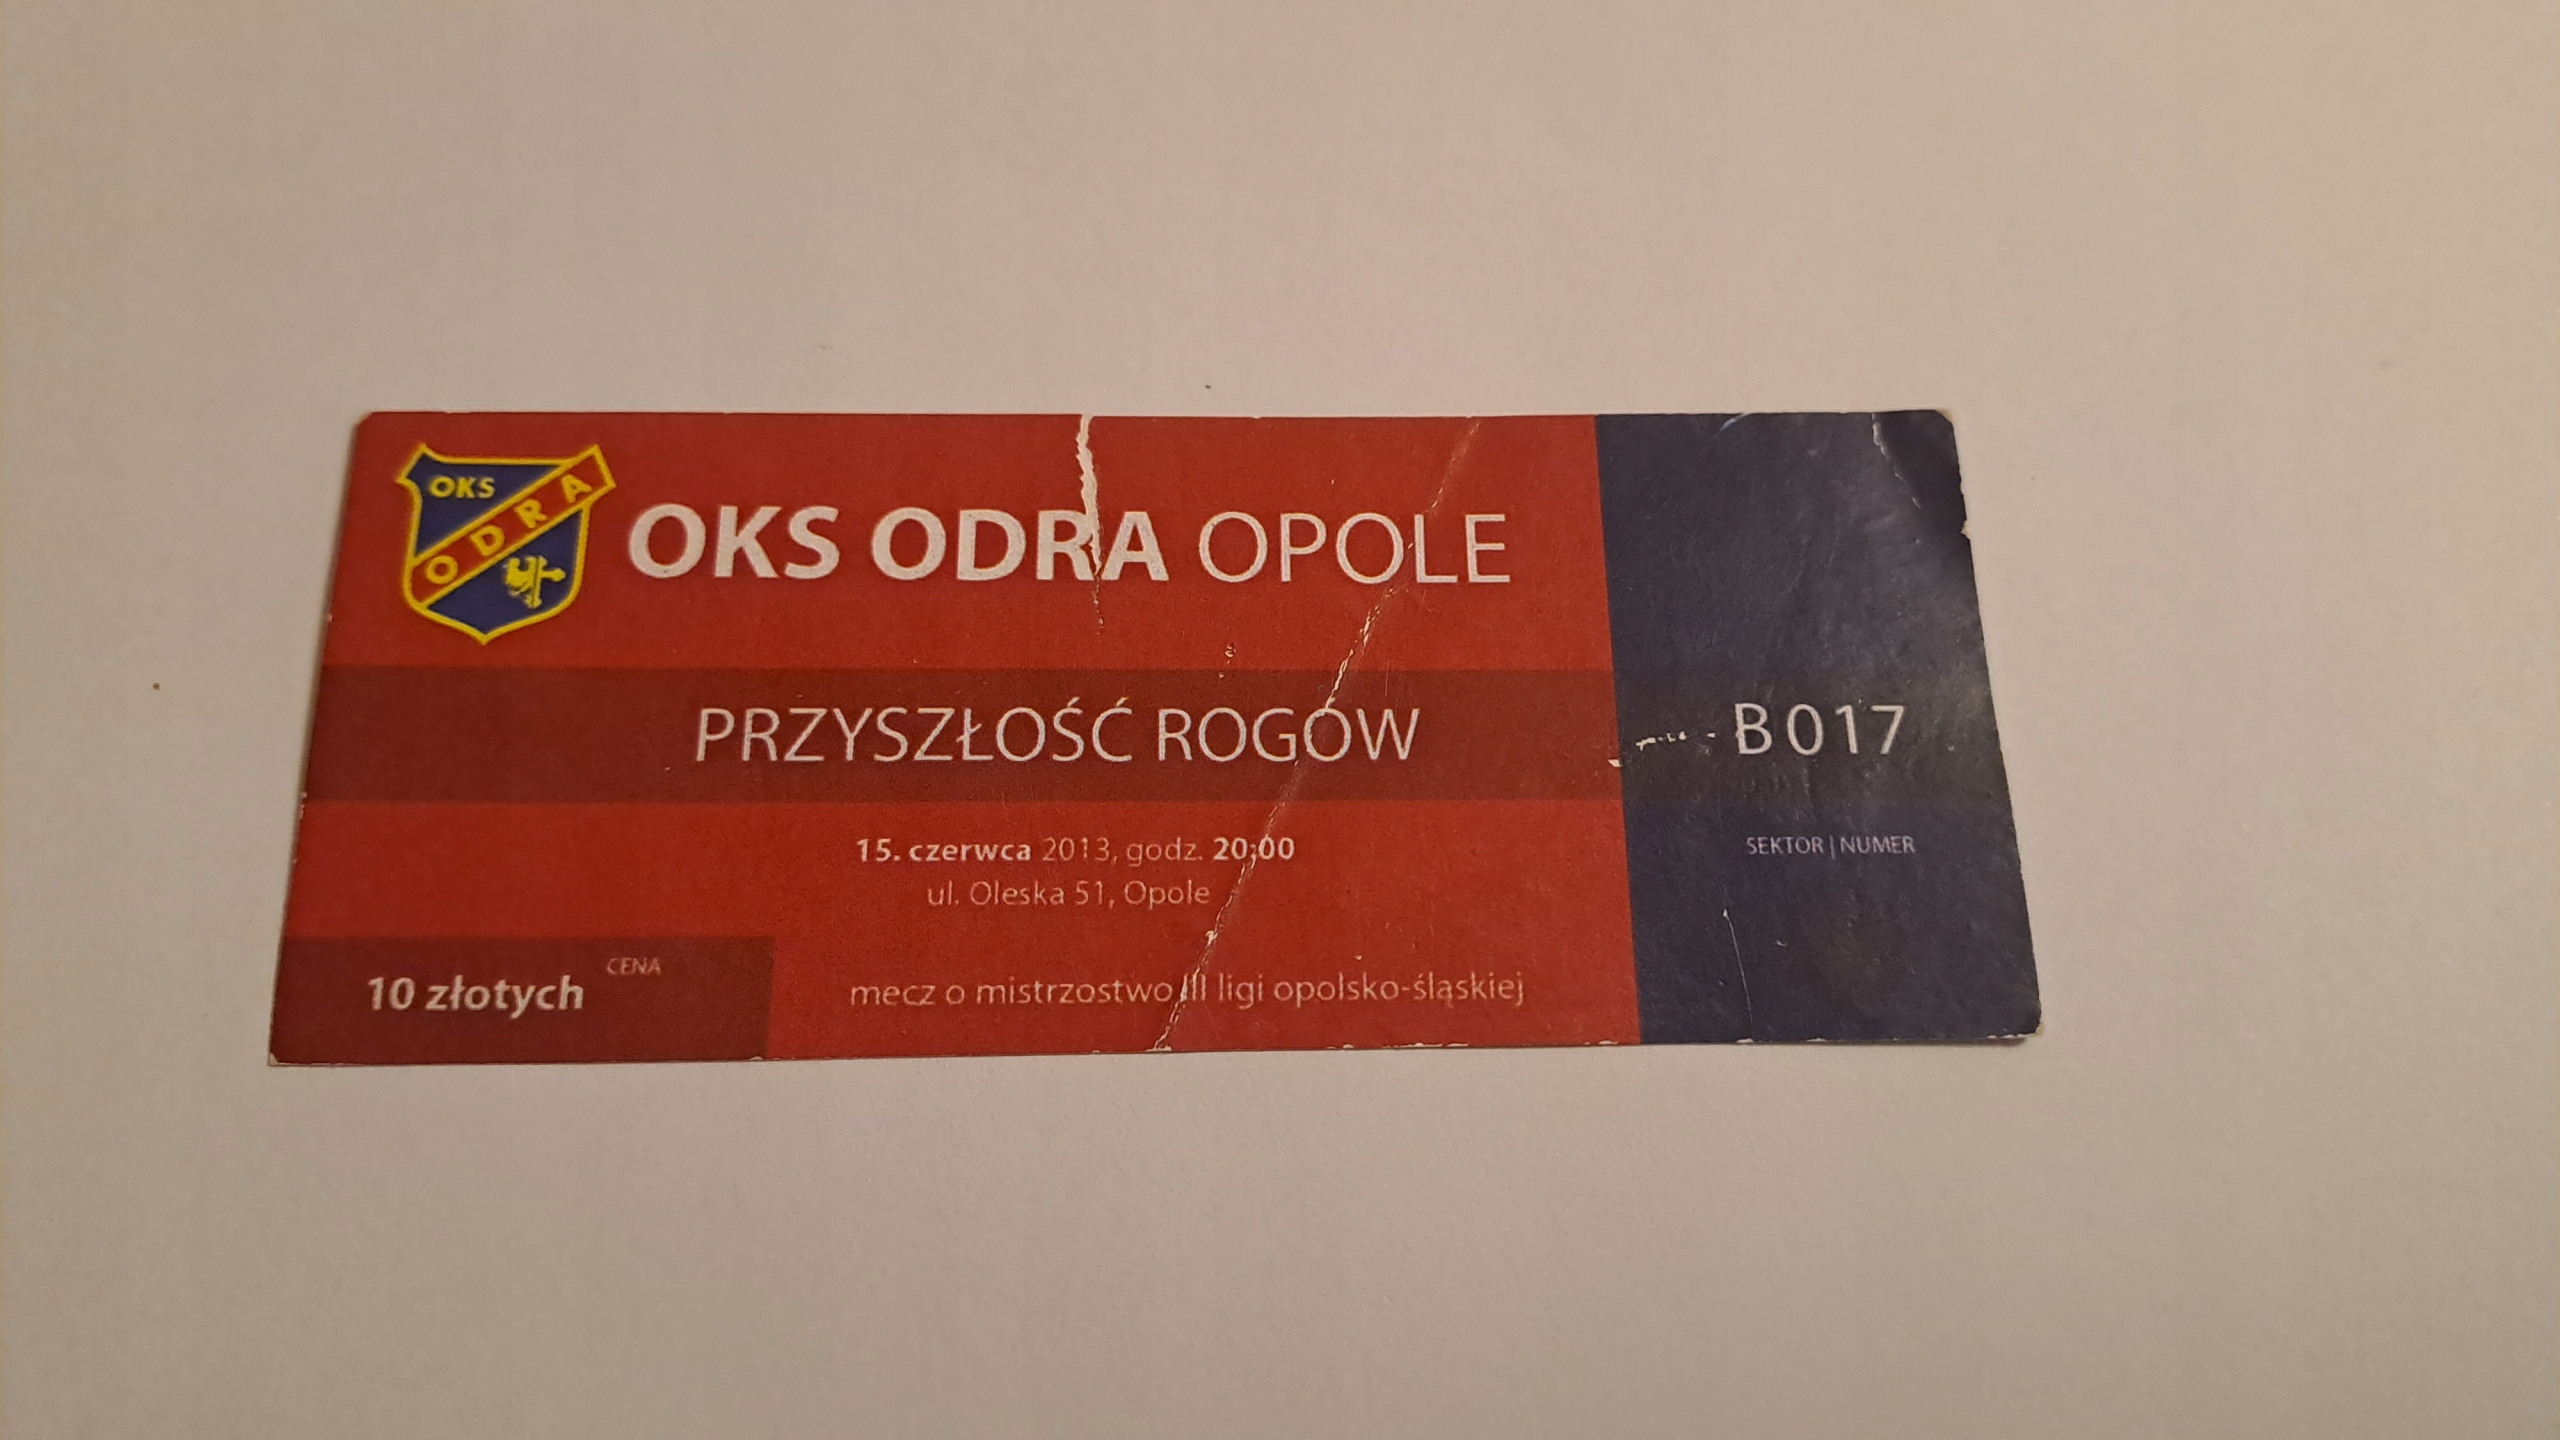 OKS
ODRA
OKS ODRA OPOLE
PRZYSZŁOŚĆ ROGÓW
15. czerwca 2013, godz. 20:00
ul. Oleska 51, Opole
10 złotych CENA
mecz o mistrzostwo III ligi opolsko-śląskiej
B017
SEKTOR | NUMER